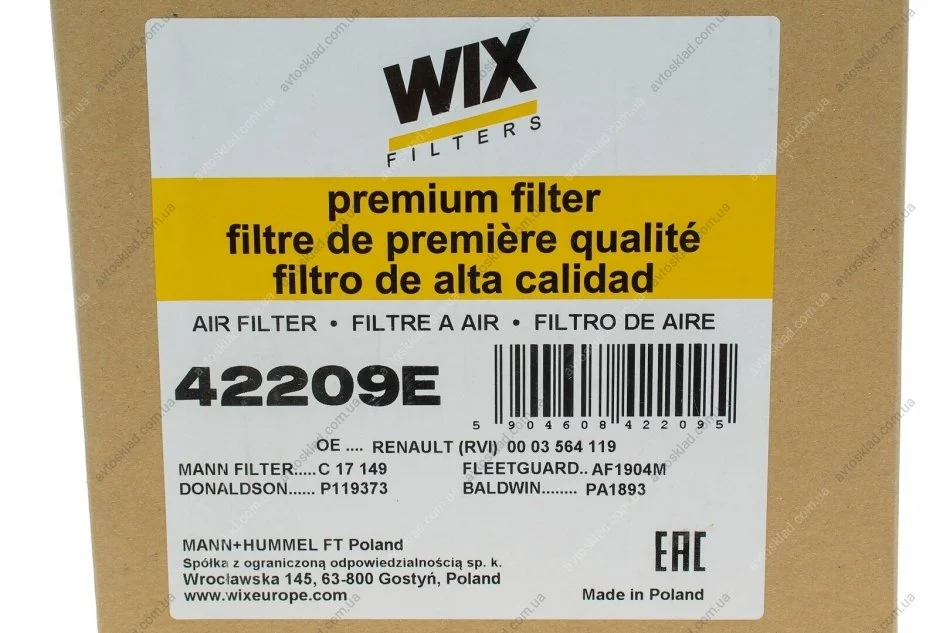 WIX
FILTERS
premium filter
filtre de première qualité
filtro de alta calidad
AIR FILTER • FILTRE A AIR • FILTRO DE AIRE
42209E
5 904608 422095
OE .... RENAULT (RVI) 00 03 564 119
MANN FILTER.....C 17 149 FLEETGUARD.. AF1904M
DONALDSON...... P119373 BALDWIN........ PA1893
MANN+HUMMEL FT Poland
Spółka z ograniczoną odpowiedzialnością sp. k.
Wrocławska 145, 63-800 Gostyń, Poland
www.wixeurope.com
EAC
Made in Poland
avtosklad.com.ua